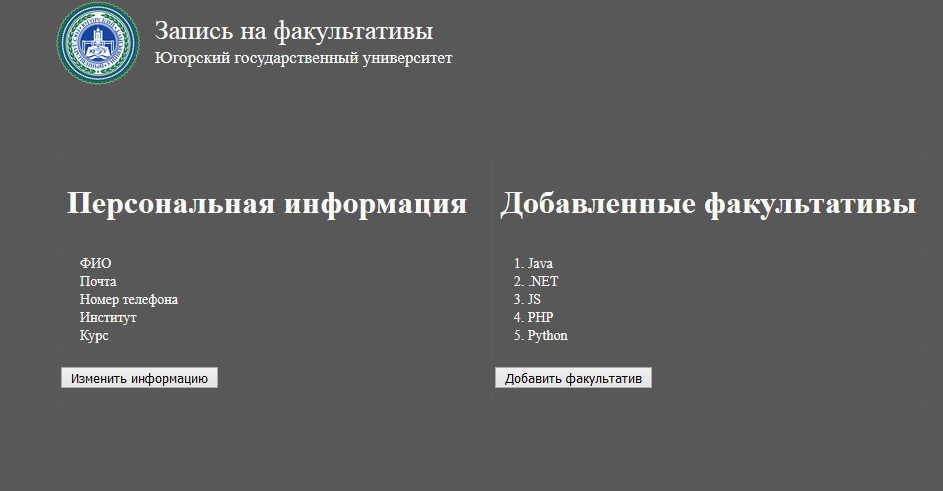 Запись на факультативы
Югорский государственный университет
Персональная информация
ФИО
Почта
Номер телефона
Институт
Курс
Изменить информацию
Добавленные факультативы
1. Java
2. .NET
3. JS
4. PHP
5. Python
Добавить факультатив